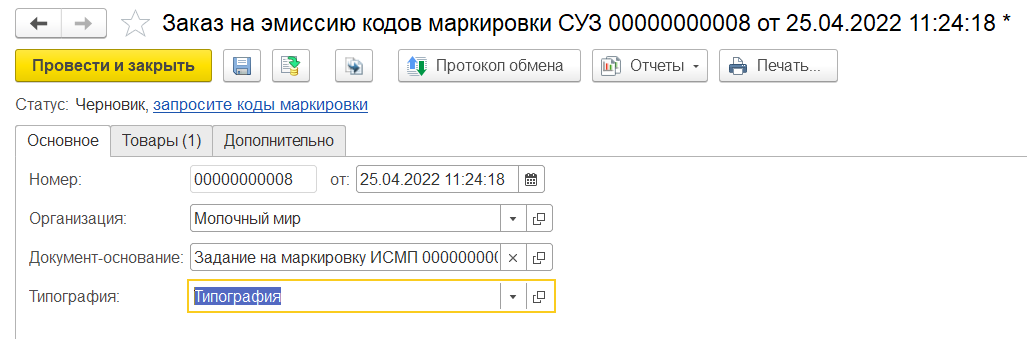 Заказ на эмиссию кодов маркировки СУЗ 00000000008 от 25.04.2022 11:24:18 *
Провести и закрыть Протокол обмена Отчеты Печать...
Статус: Черновик, запросите коды маркировки
Основное Товары (1) Дополнительно
Номер: 00000000008 от: 25.04.2022 11:24:18
Организация: Молочный мир
Документ-основание: Задание на маркировку ИСМП 000000000
Типография: Типография